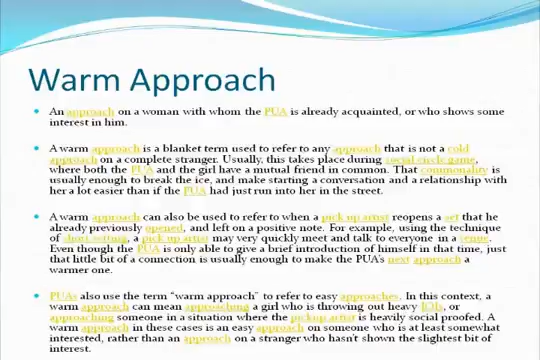 Warm Approach
An approach on a woman with whom the PUA is already acquainted, or who shows some
interest in him.
A warm approach is a blanket term used to refer to any approach that is not a cold
approach on a complete stranger. Usually, this takes place during social circle game,
where both the PUA and the girl have a mutual friend in common. That commonality is
usually enough to break the ice, and make starting a conversation and a relationship with
her a lot easier than if the PUA had just run into her in the street.
A warm approach can also be used to refer to when a pick up artist reopens a set that he
already previously opened, and left on a positive note. For example, using the technique
of short setting, a pick up artist may very quickly meet and talk to everyone in a venue.
Even though the PUA is only able to give a brief introduction of himself in that time, just
that little bit of a connection is usually enough to make the PUA's next approach a
warmer one.
PUAs also use the term "warm approach" to refer to easy approaches. In this context, a
warm approach can mean approaching a girl who is throwing out heavy IOIs, or
approaching someone in a situation where the pickup artist is heavily social proofed. A
warm approach in these cases is an easy approach on someone who is at least somewhat
interested, rather than an approach on a stranger who hasn't shown the slightest bit of
interest.